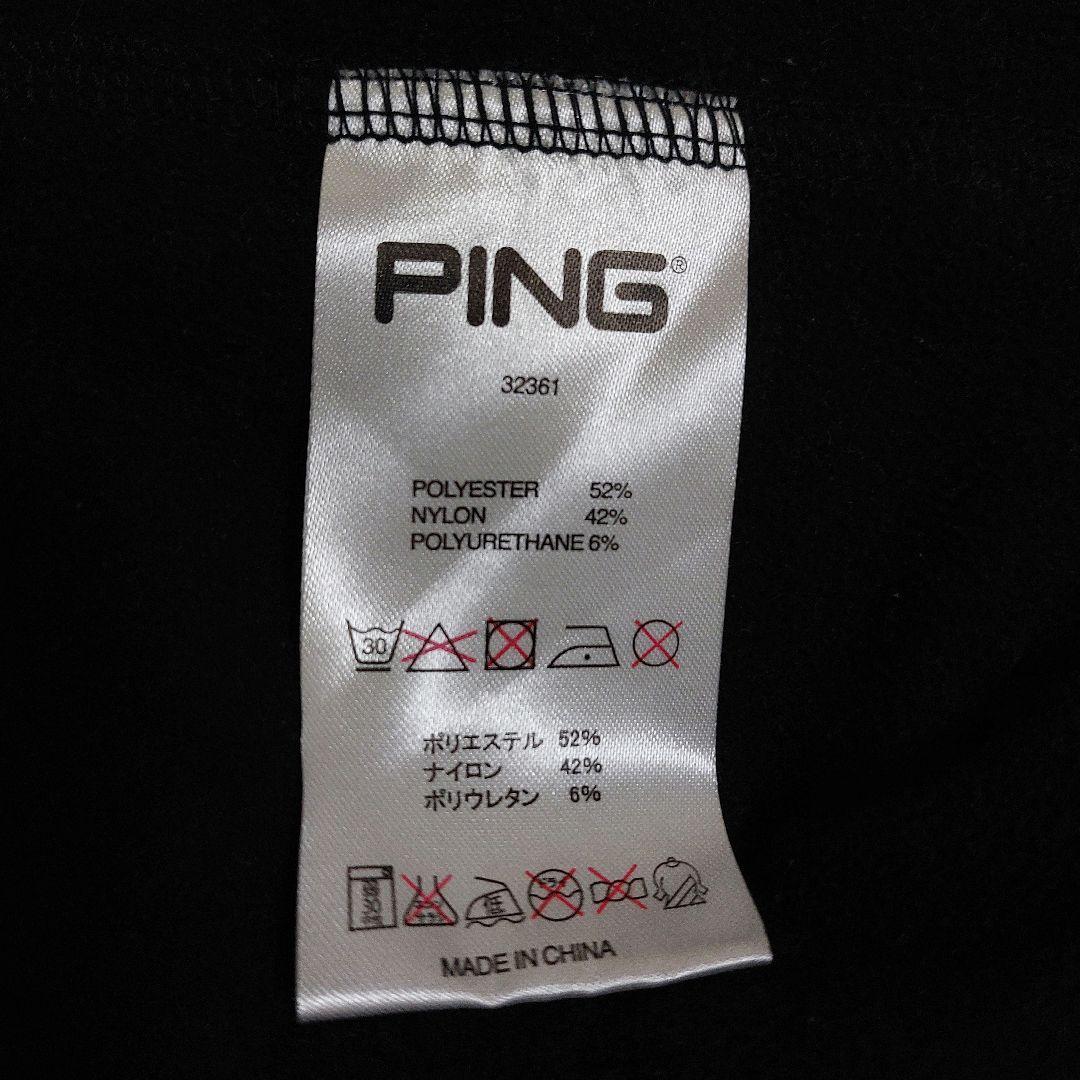 PING®
32361
POLYESTER 52%
NYLON 42%
POLYURETHANE 6%
30
ポリエステル 52%
ナイロン 42%
ポリウレタン 6%
低
MADE IN CHINA